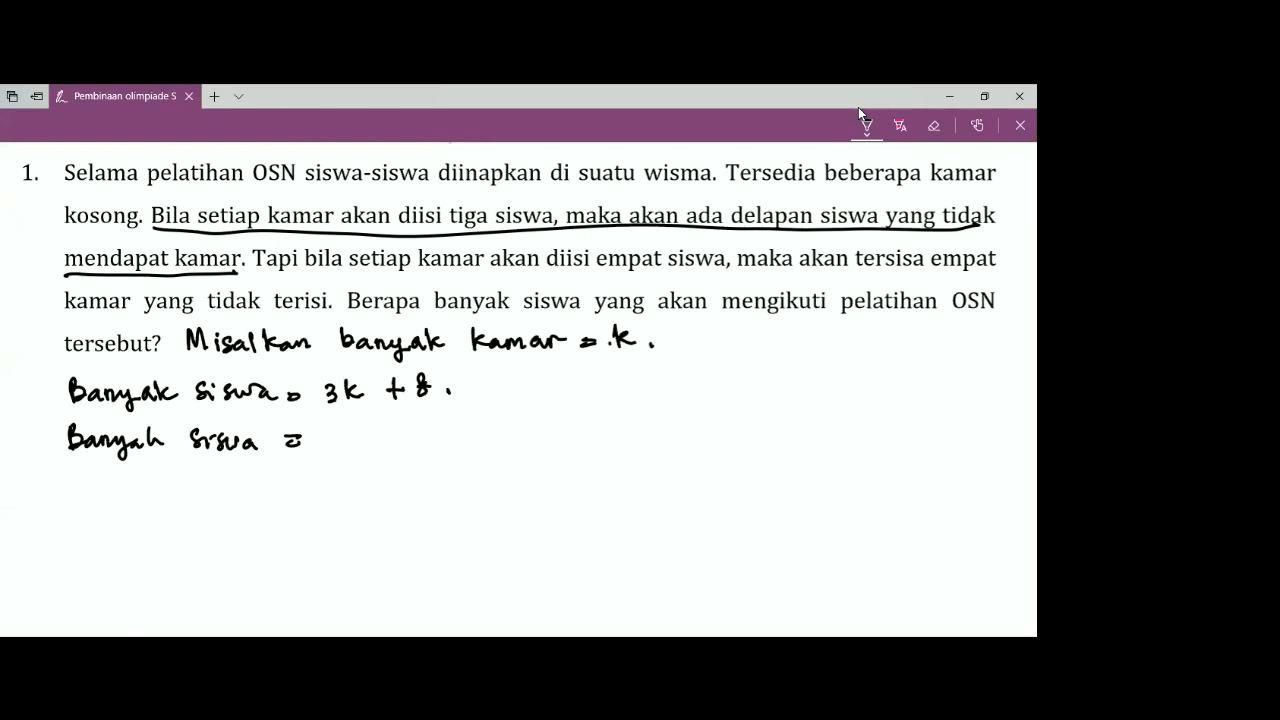 Pembinaan olimpiade S
1. Selama pelatihan OSN siswa-siswa diinapkan di suatu wisma. Tersedia beberapa kamar
kosong. Bila setiap kamar akan diisi tiga siswa, maka akan ada delapan siswa yang tidak
mendapat kamar. Tapi bila setiap kamar akan diisi empat siswa, maka akan tersisa empat
kamar yang tidak terisi. Berapa banyak siswa yang akan mengikuti pelatihan OSN
tersebut? Misalkan banyak kamar = k.
Banyak siswa = 3k + 8.
Banyak siswa =